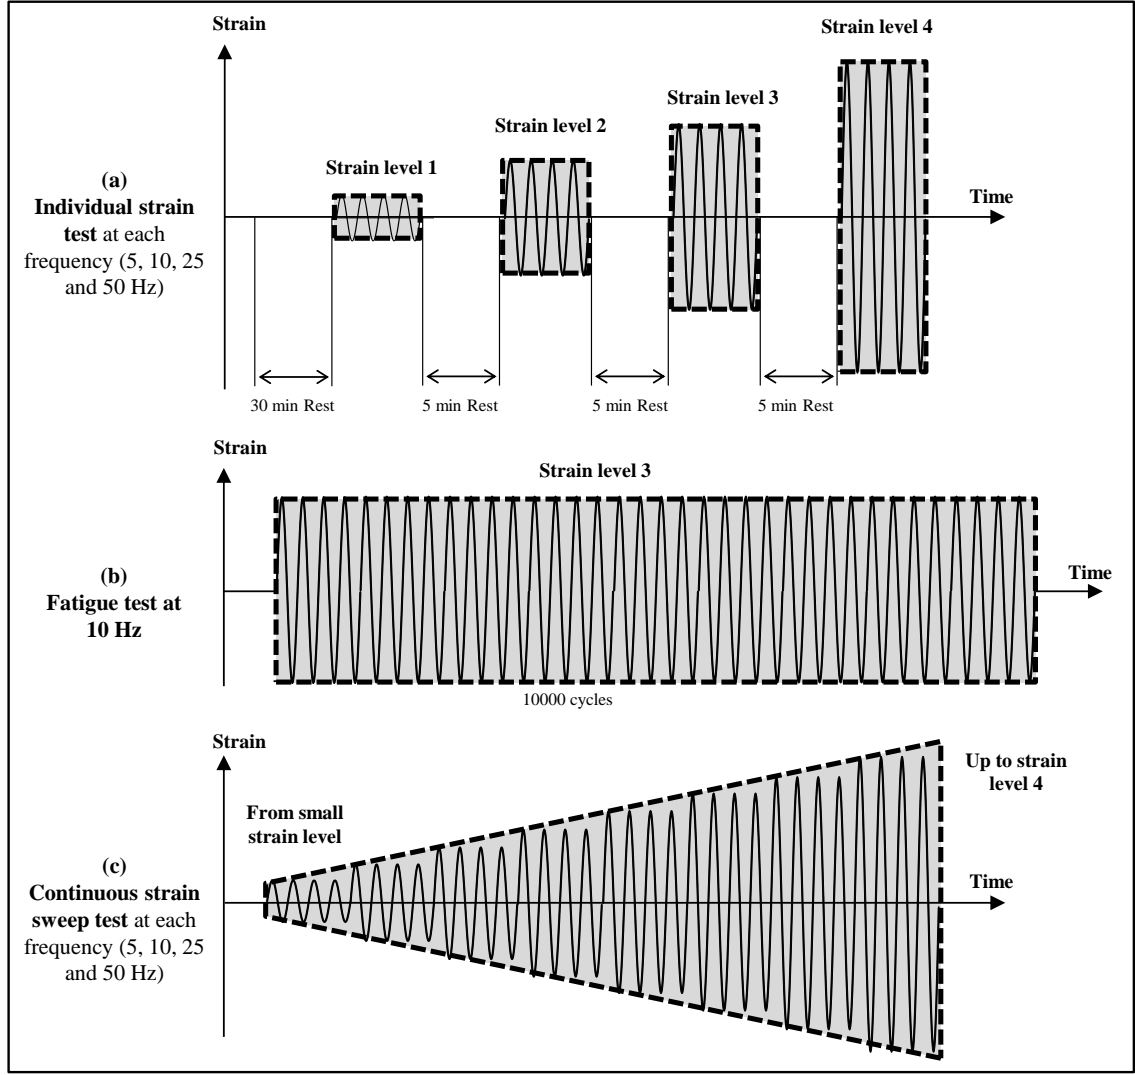 Strain
Strain level 4
Strain level 3
Strain level 2
Strain level 1
(a)
Individual strain
test at each
frequency (5, 10, 25
and 50 Hz)
Time
30 min Rest
5 min Rest
5 min Rest
5 min Rest
Strain
Strain level 3
(b)
Fatigue test at
10 Hz
Time
10000 cycles
Strain
Up to strain
level 4
From small
strain level
(c)
Continuous strain
sweep test at each
frequency (5, 10, 25
and 50 Hz)
Time